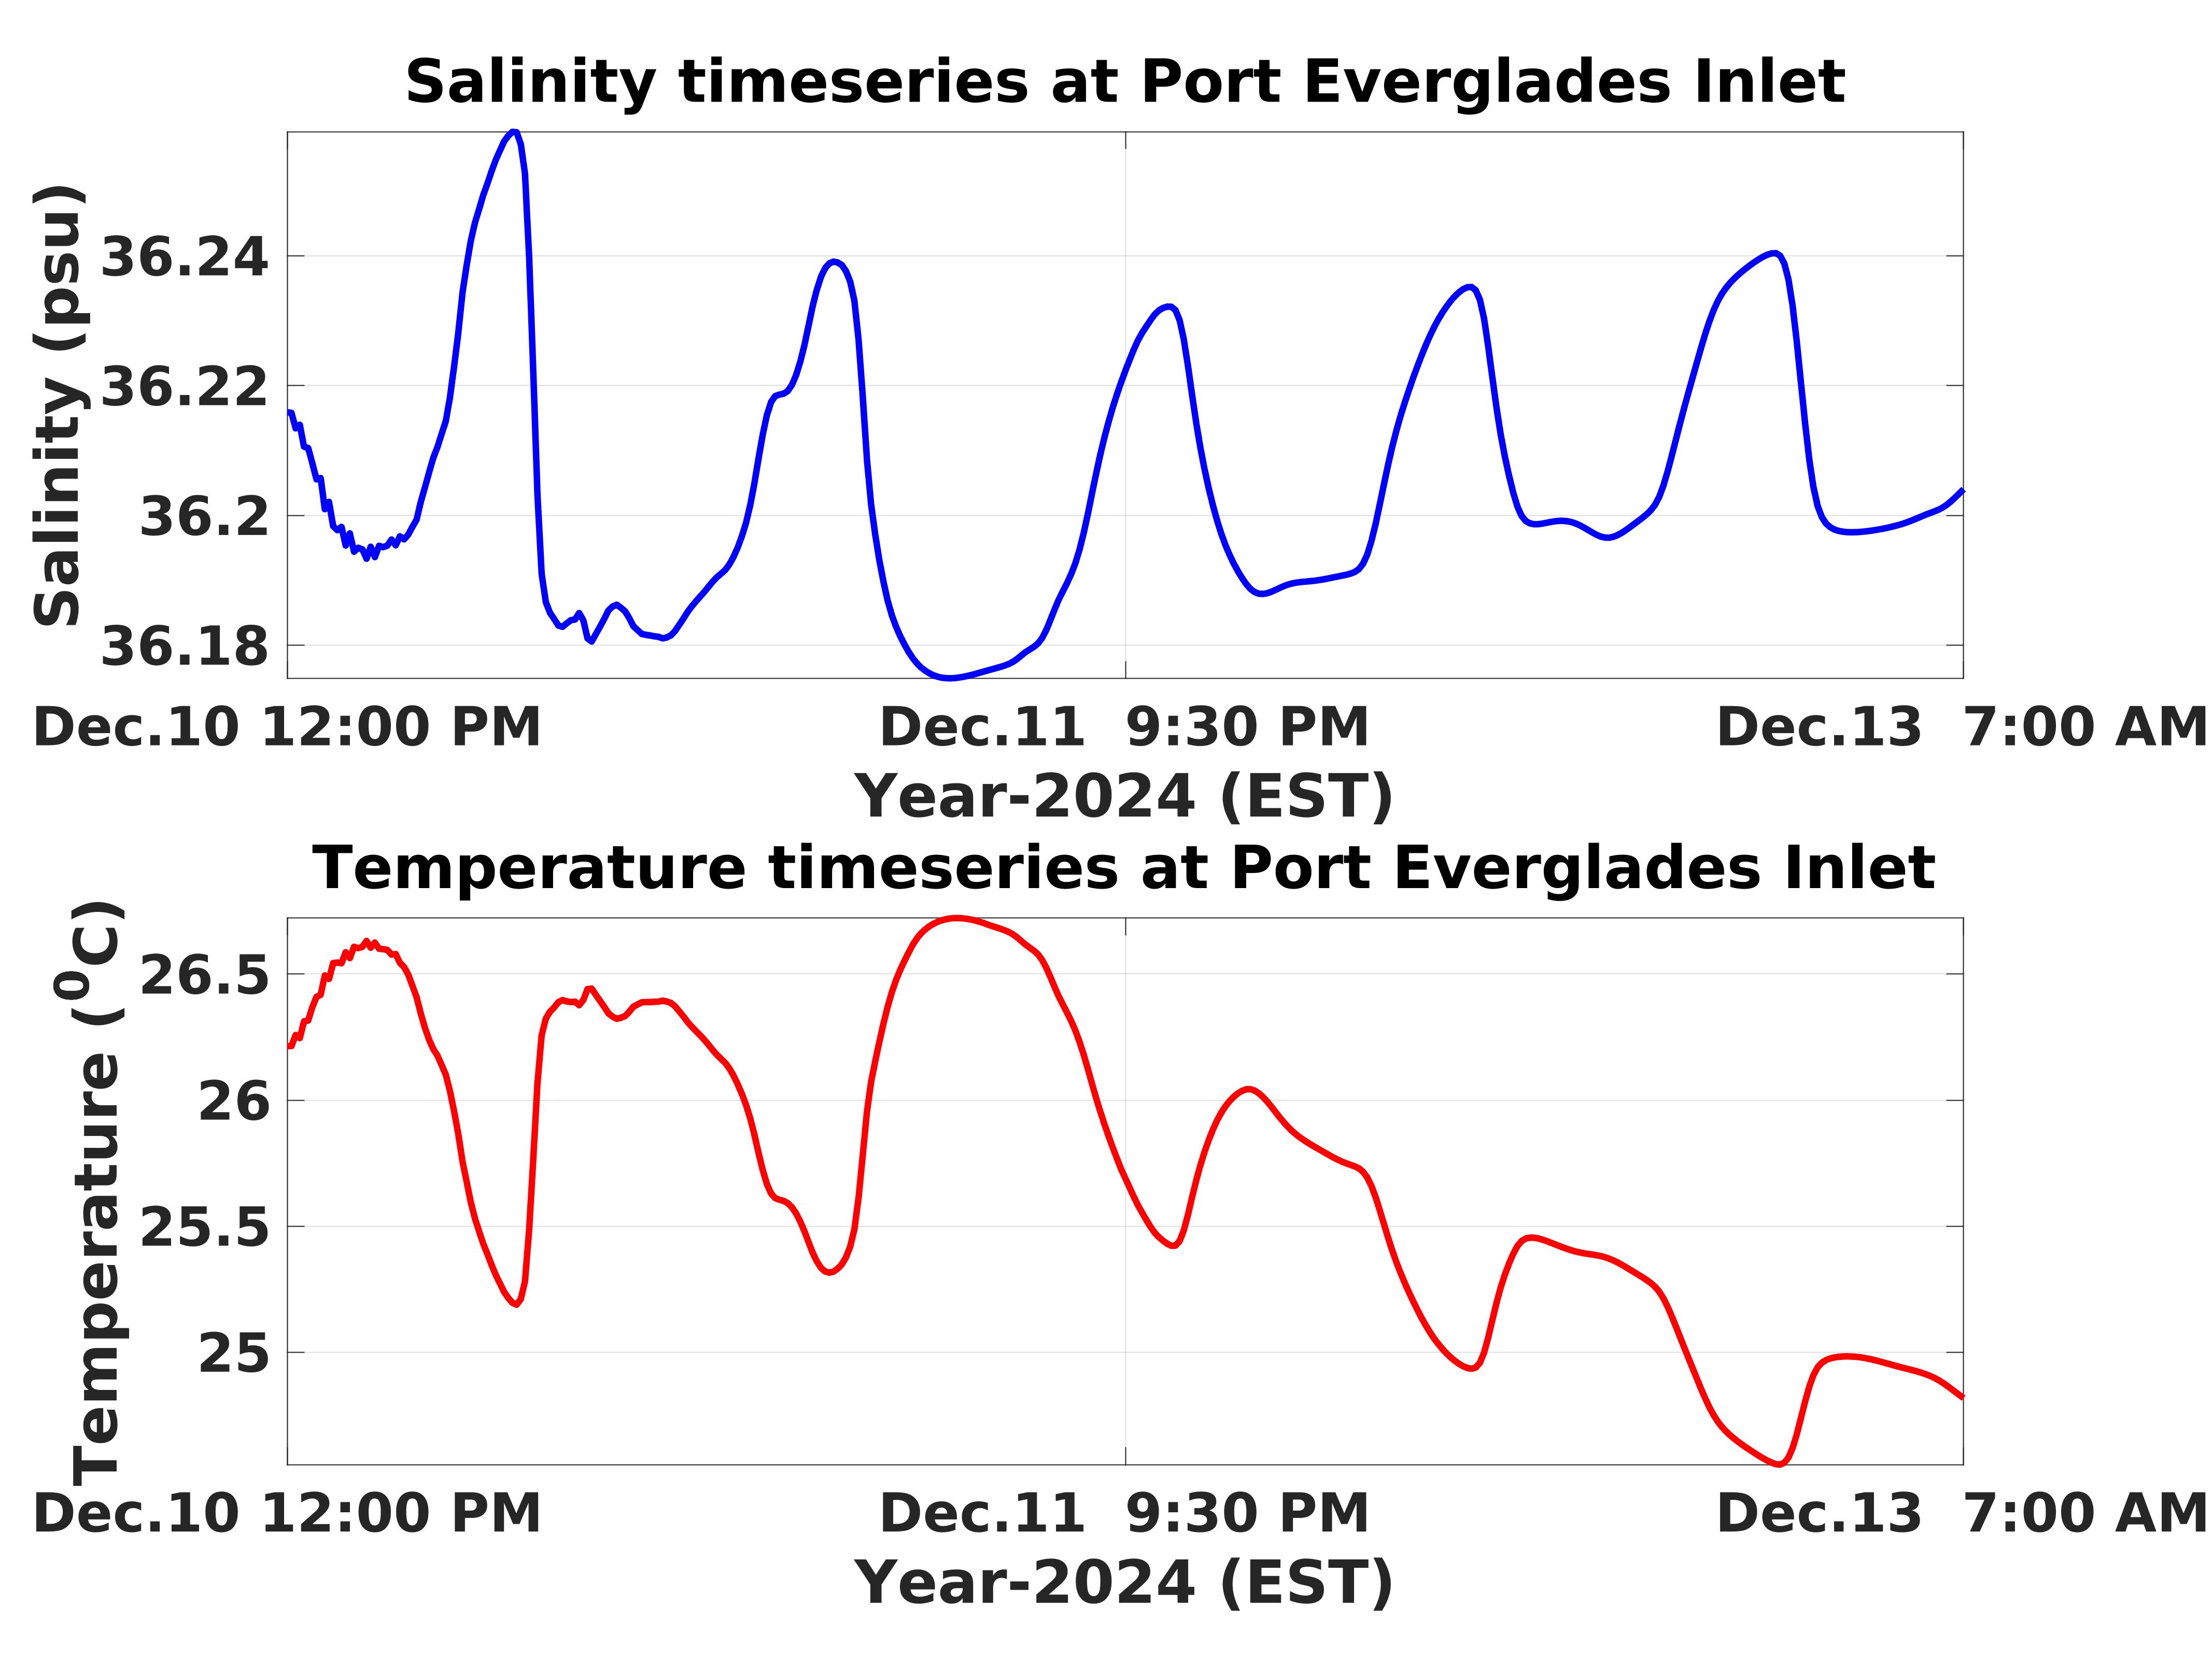 Salinity timeseries at Port Everglades Inlet
Salinity (psu)
36.24
36.22
36.2
36.18
Dec.10 12:00 PM Dec.11 9:30 PM Dec.13 7:00 AM
Year-2024 (EST)
Temperature timeseries at Port Everglades Inlet
Temperature (⁰C)
26.5
26
25.5
25
Dec.10 12:00 PM Dec.11 9:30 PM Dec.13 7:00 AM
Year-2024 (EST)